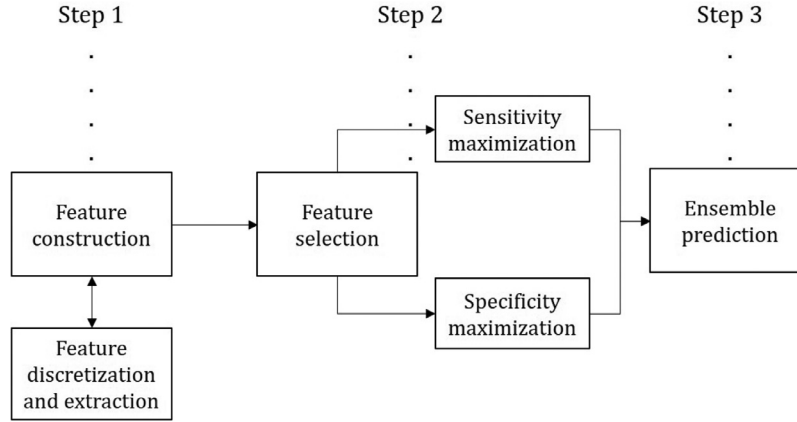 Step 1
Step 2
Step 3
Sensitivity
maximization
Feature
construction
Feature
selection
Ensemble
prediction
Specificity
maximization
Feature
discretization
and extraction